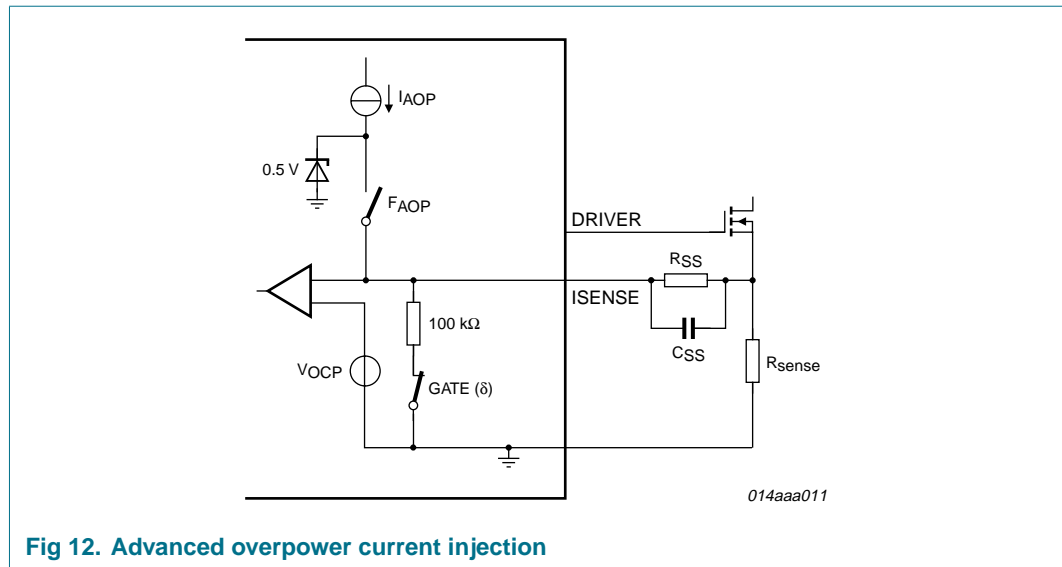 IAOP
0.5 V
FAOP
DRIVER
RSS
ISENSE
100 kΩ
CSS
Rsense
VOCP
GATE (δ)
014aaa011
Fig 12. Advanced overpower current injection